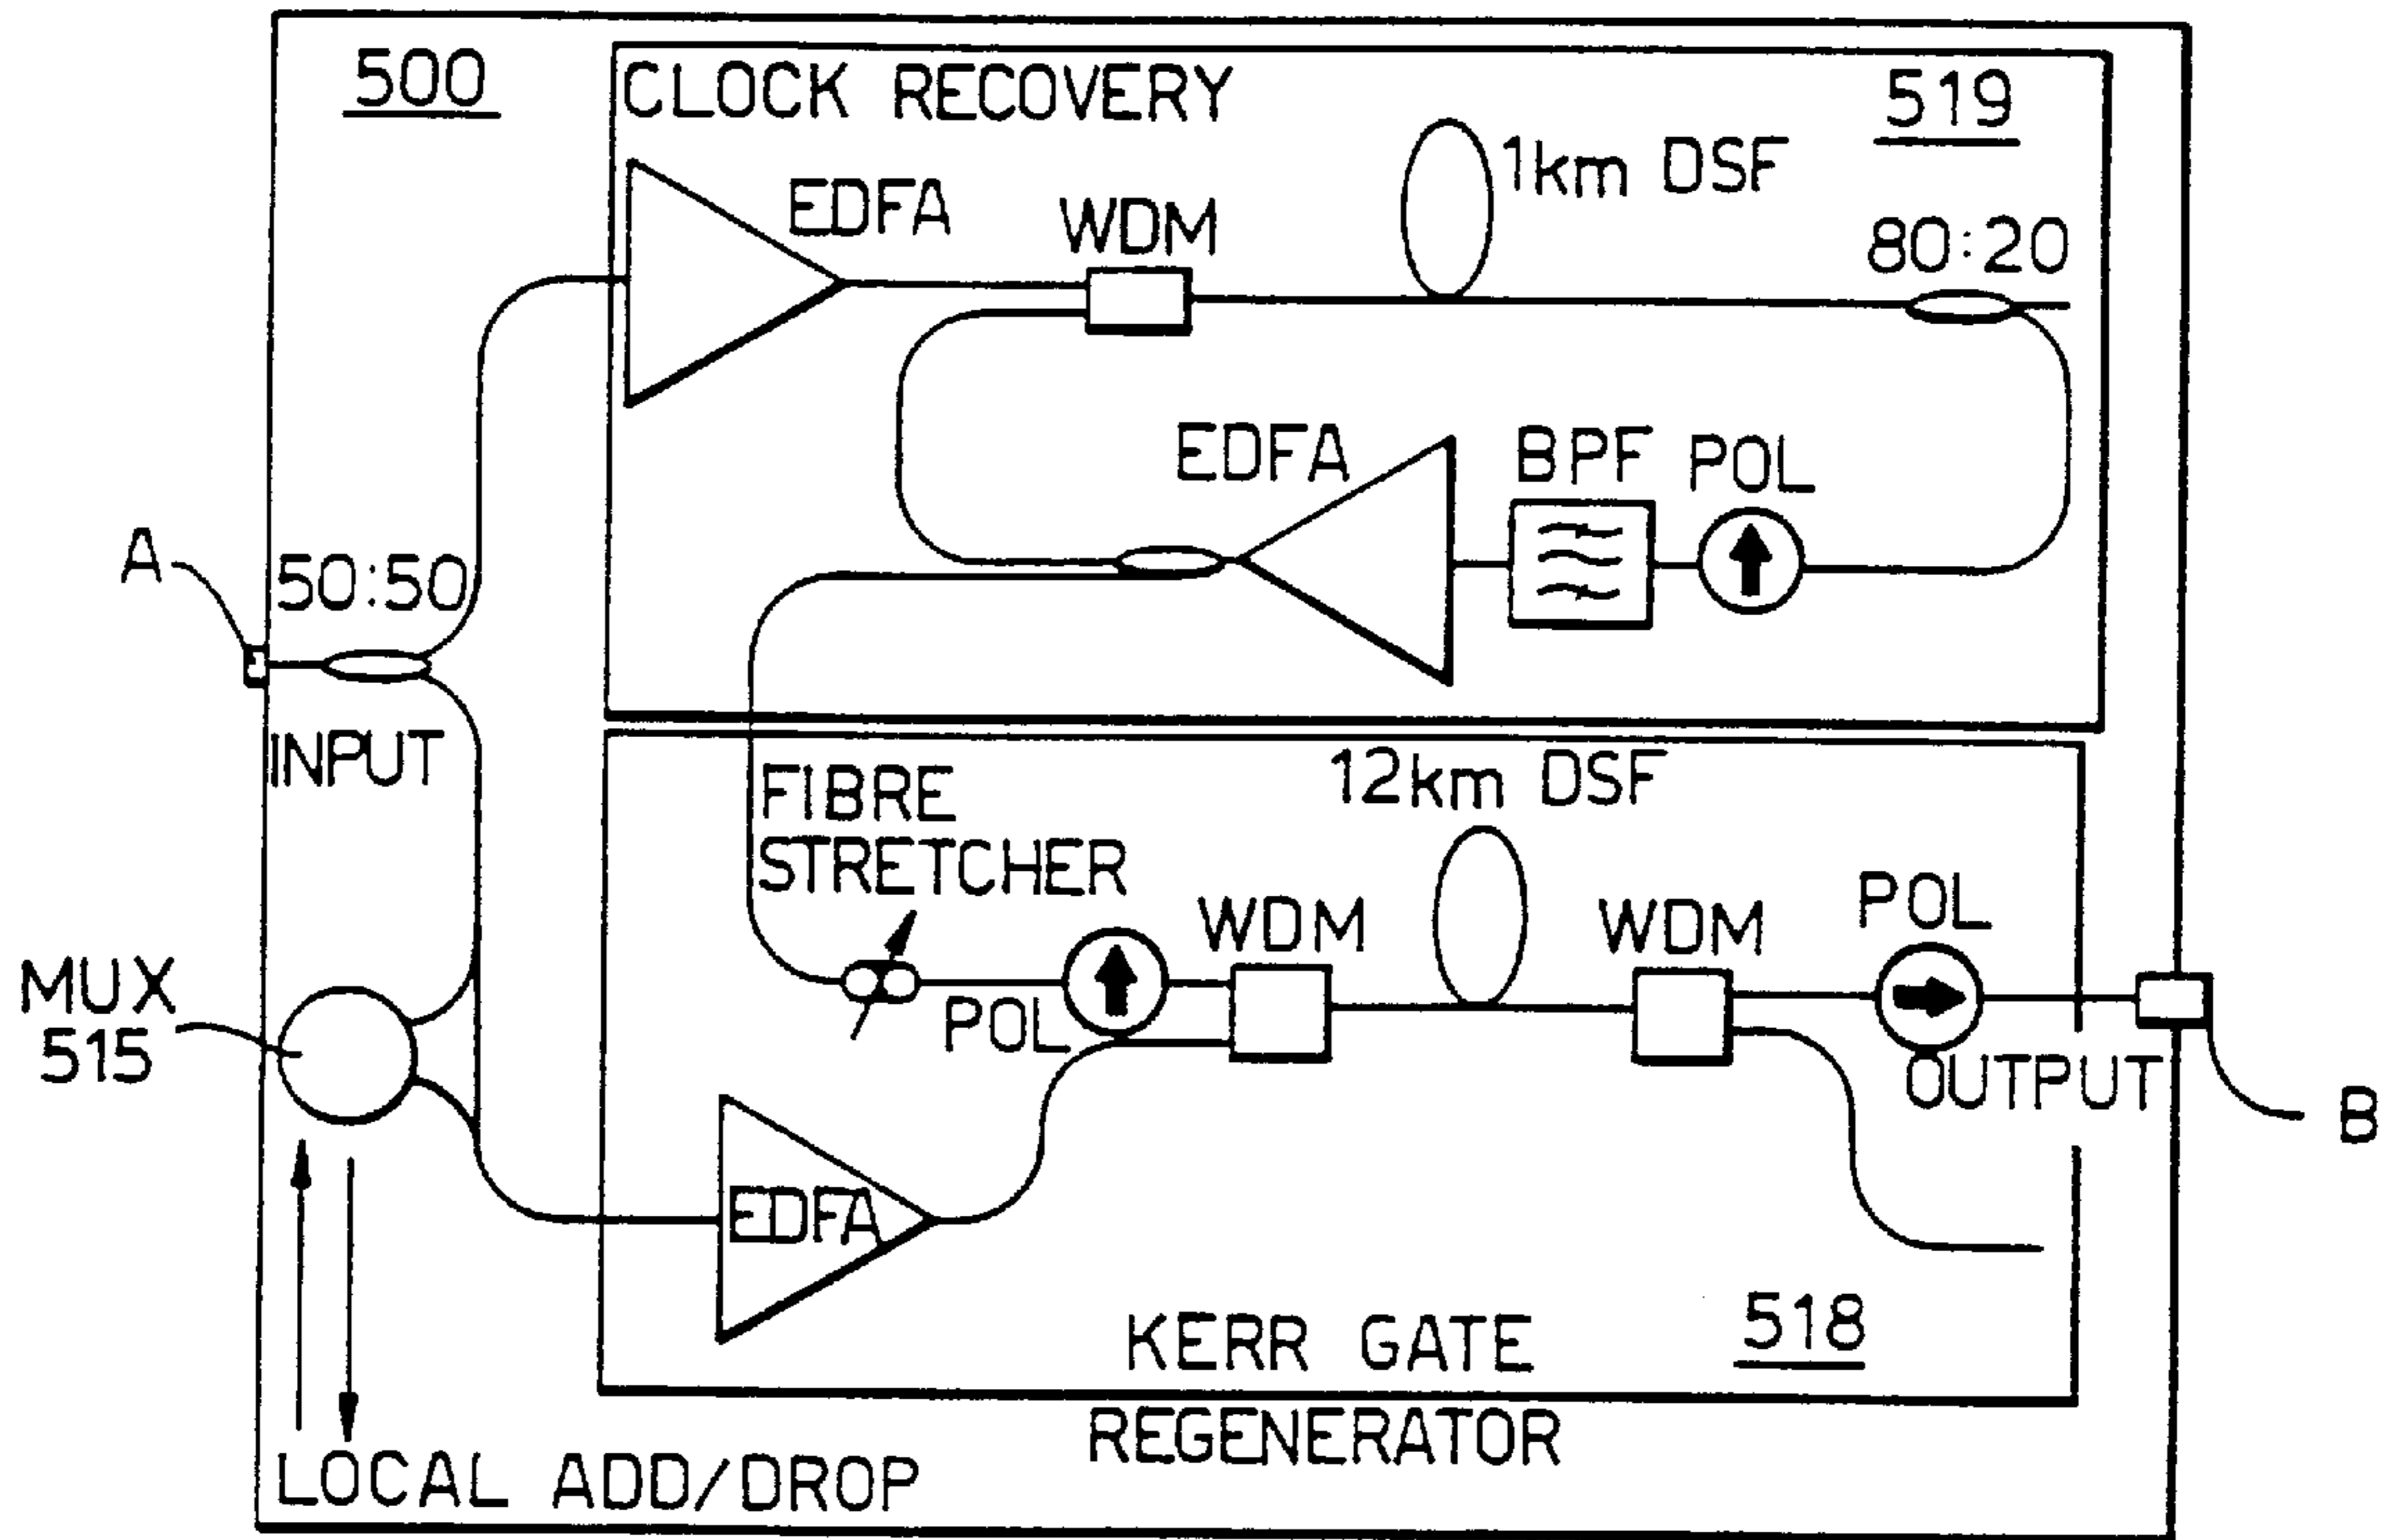 500
CLOCK RECOVERY
519
EDFA
WDM
1km DSF
80:20
EDFA
BPF
POL
A
50:50
INPUT
12km DSF
FIBRE
STRETCHER
WDM
WDM
POL
MUX
515
POL
OUTPUT
B
EDFA
KERR GATE
518
REGENERATOR
LOCAL ADD/DROP